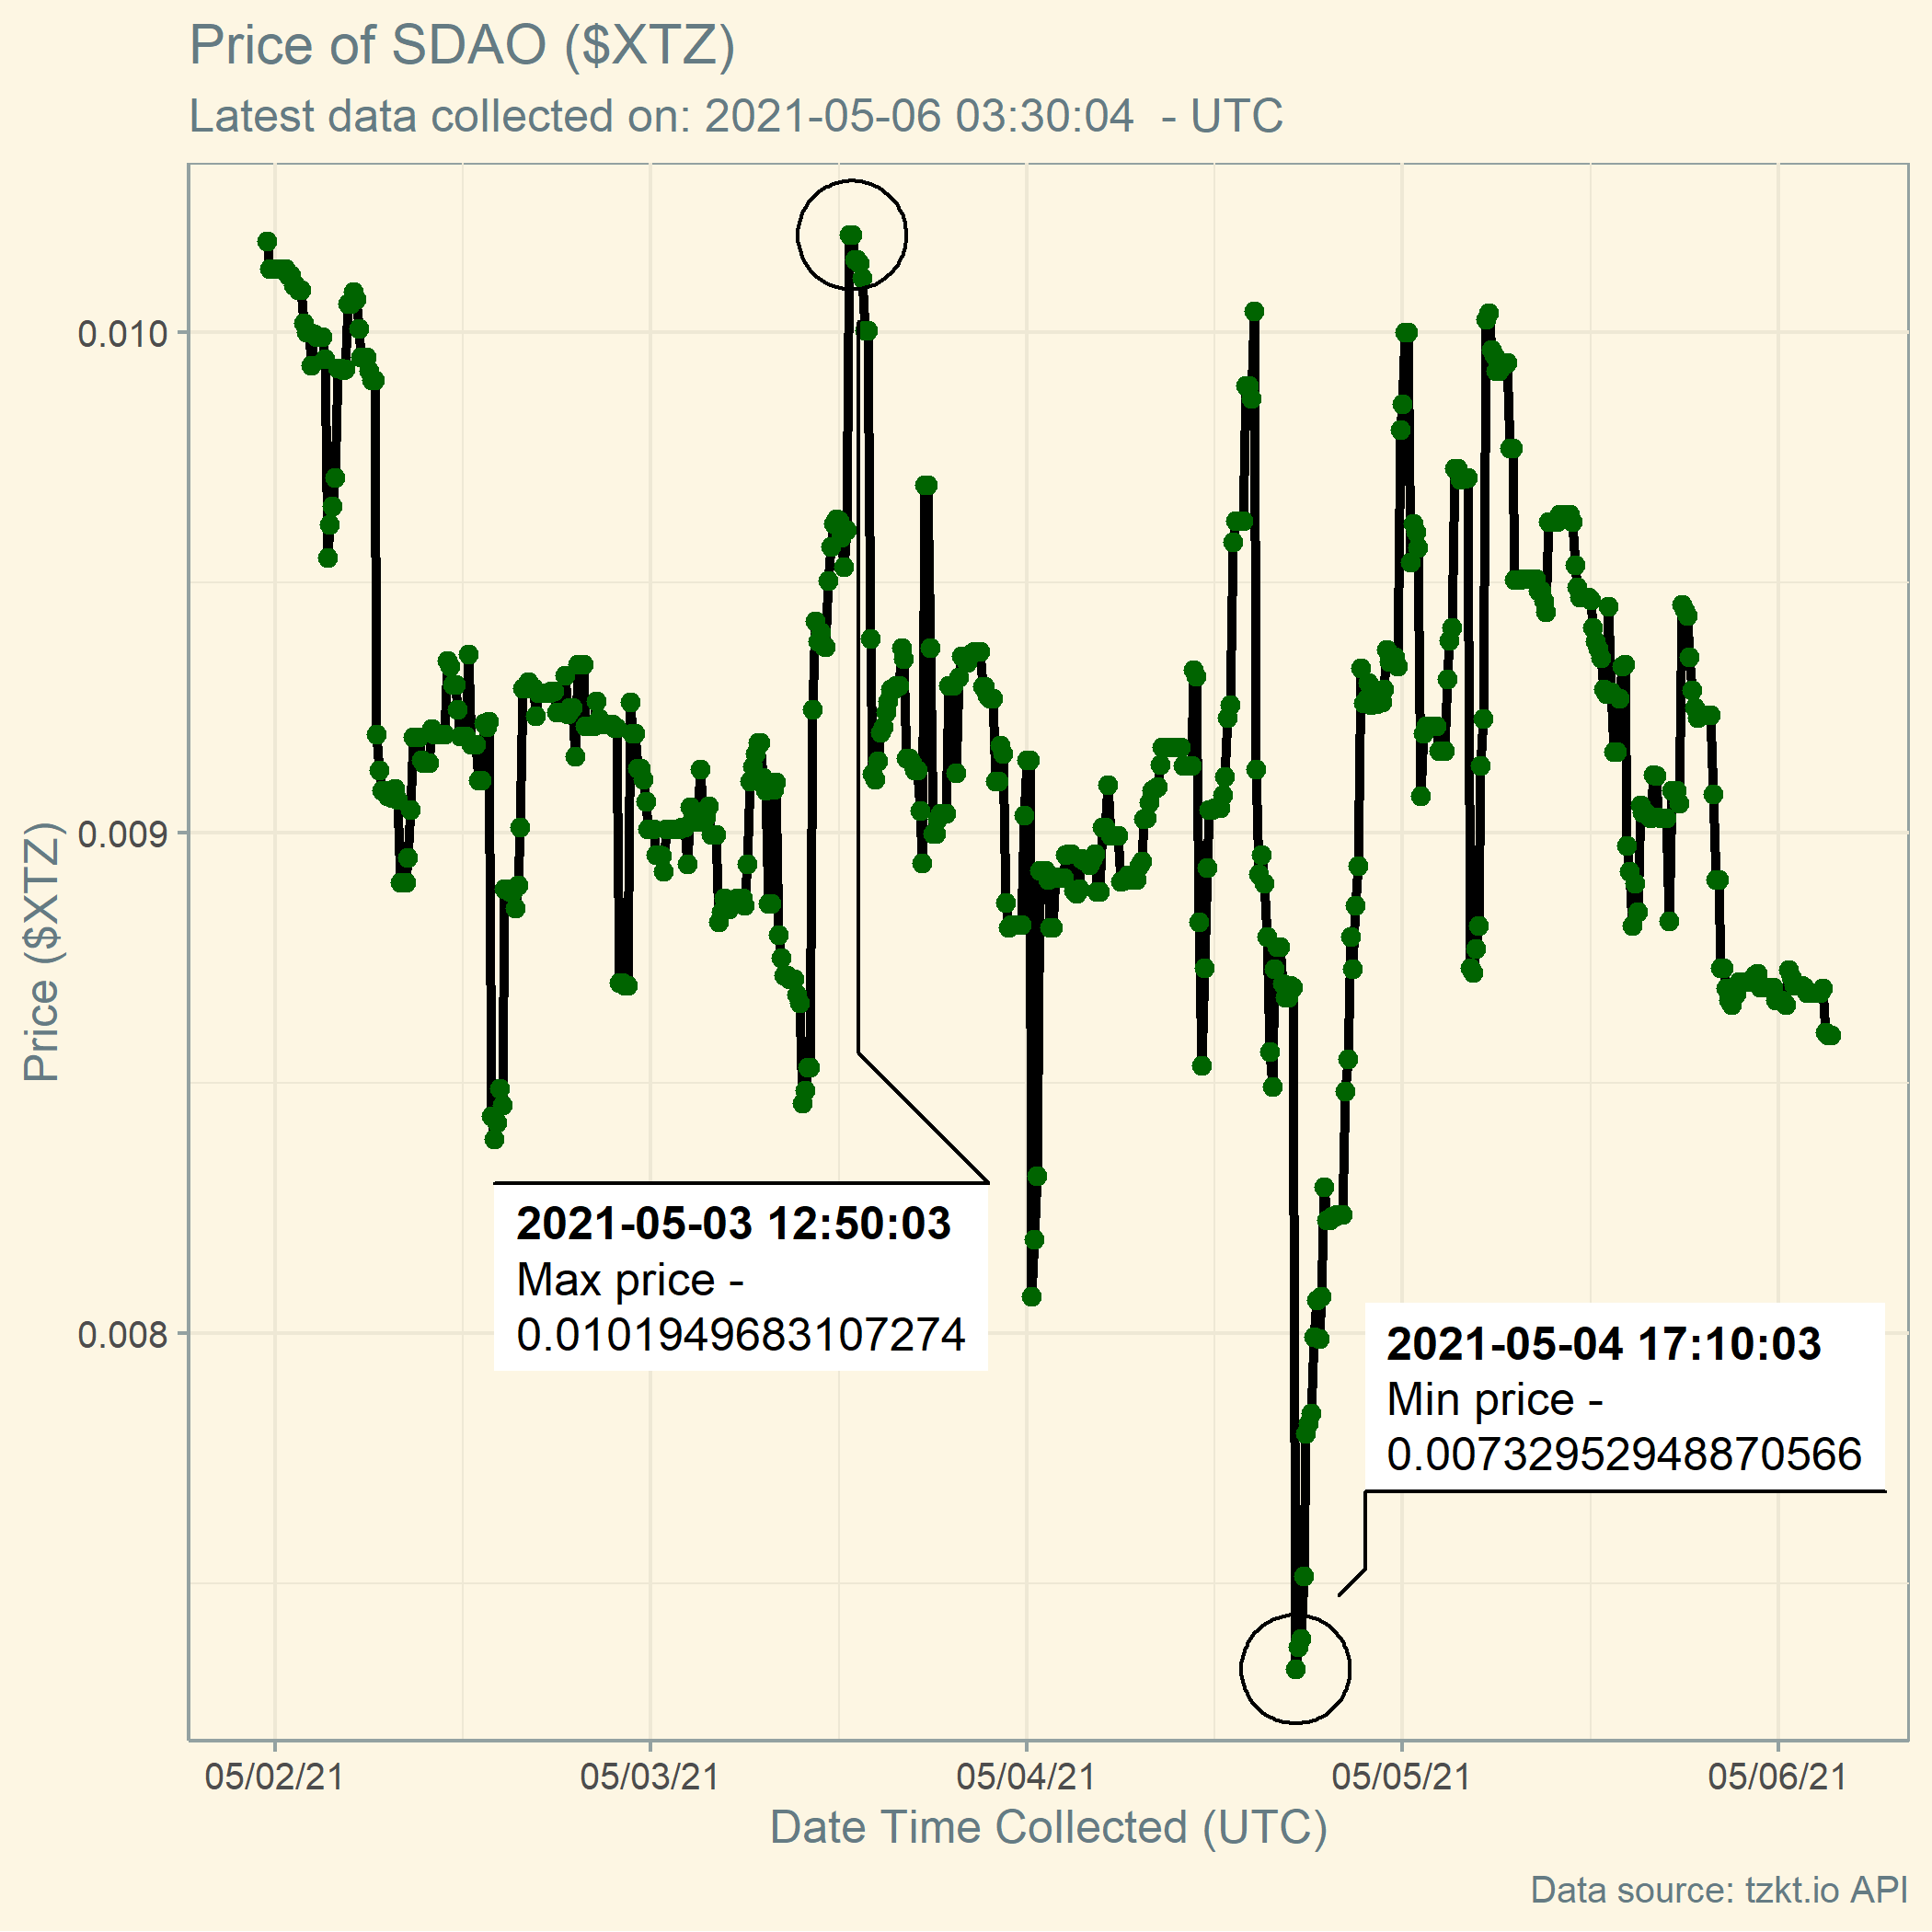 Price of SDAO ($XTZ)
Latest data collected on: 2021-05-06 03:30:04  - UTC
Price ($XTZ)
0.010
0.009
0.008
2021-05-03 12:50:03
Max price -
0.0101949683107274
2021-05-04 17:10:03
Min price -
0.00732952948870566
05/02/21
05/03/21
05/04/21
05/05/21
05/06/21
Date Time Collected (UTC)
Data source: tzkt.io API